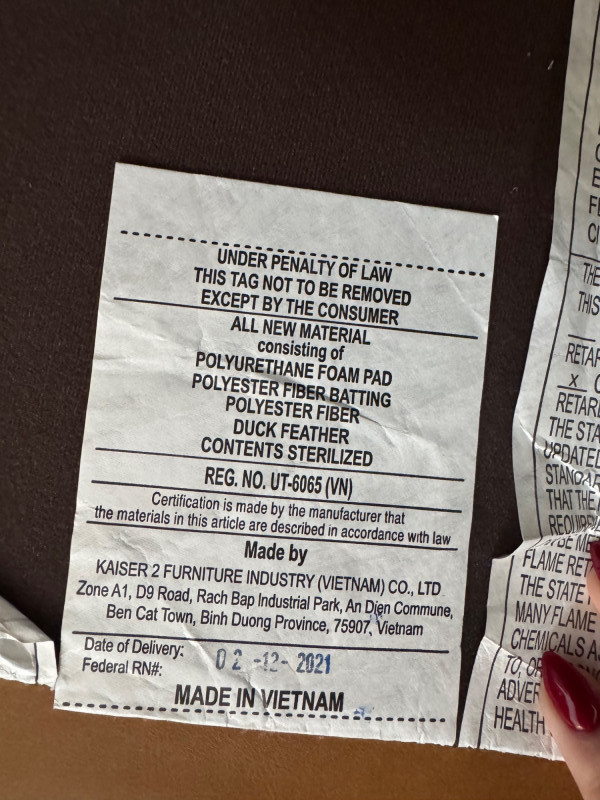 UNDER PENALTY OF LAW
THIS TAG NOT TO BE REMOVED
EXCEPT BY THE CONSUMER
ALL NEW MATERIAL
consisting of
POLYURETHANE FOAM PAD
POLYESTER FIBER BATTING
POLYESTER FIBER
DUCK FEATHER
CONTENTS STERILIZED
REG. NO. UT-6065 (VN)
Certification is made by the manufacturer that
the materials in this article are described in accordance with law
Made by
KAISER 2 FURNITURE INDUSTRY (VIETNAM) CO., LTD
Zone A1, D9 Road, Rach Bap Industrial Park, An Dien Commune,
Ben Cat Town, Binh Duong Province, 75907, Vietnam
Date of Delivery: 02 -12- 2021
Federal RN#:
MADE IN VIETNAM
THE
THIS
X
THE STA
UPDATED
THAT THE
FLAME RET
THE STATE
MANY FLAME
CHEMICALS
TO, OR
ADVER
HEALTH